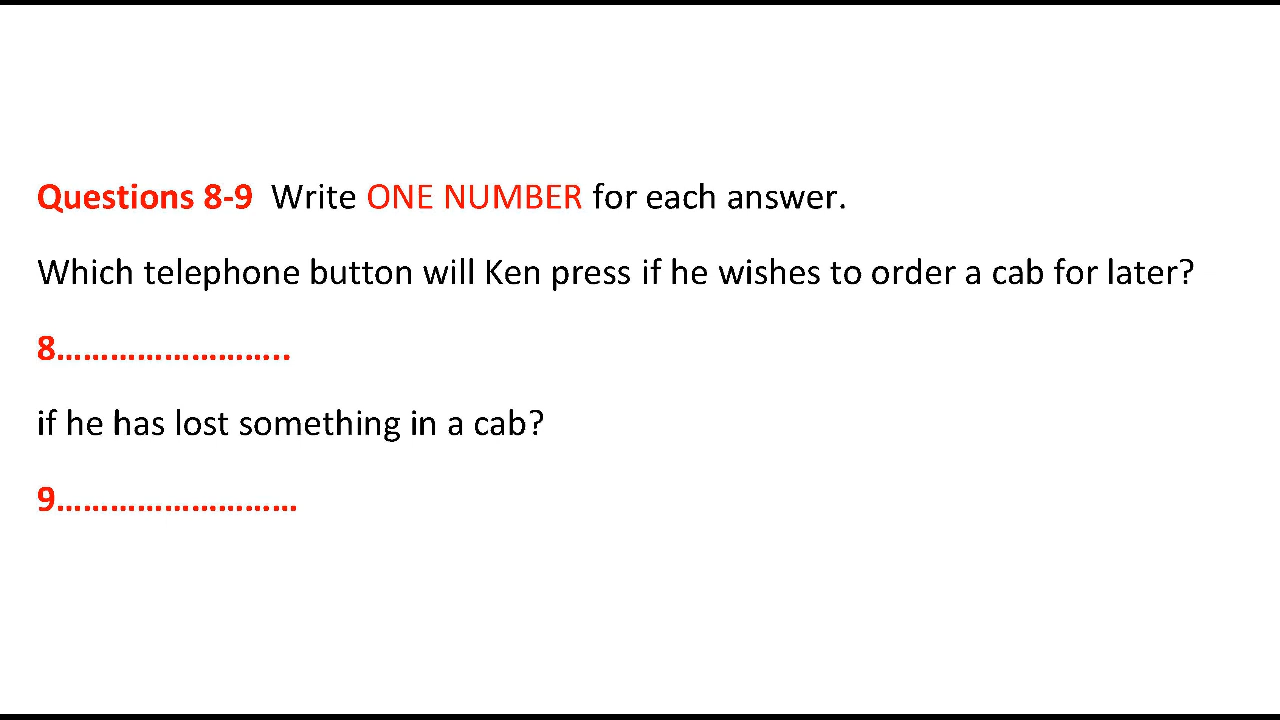 Questions 8-9  Write ONE NUMBER for each answer.
Which telephone button will Ken press if he wishes to order a cab for later?
8……………………..
if he has lost something in a cab?
9………………………